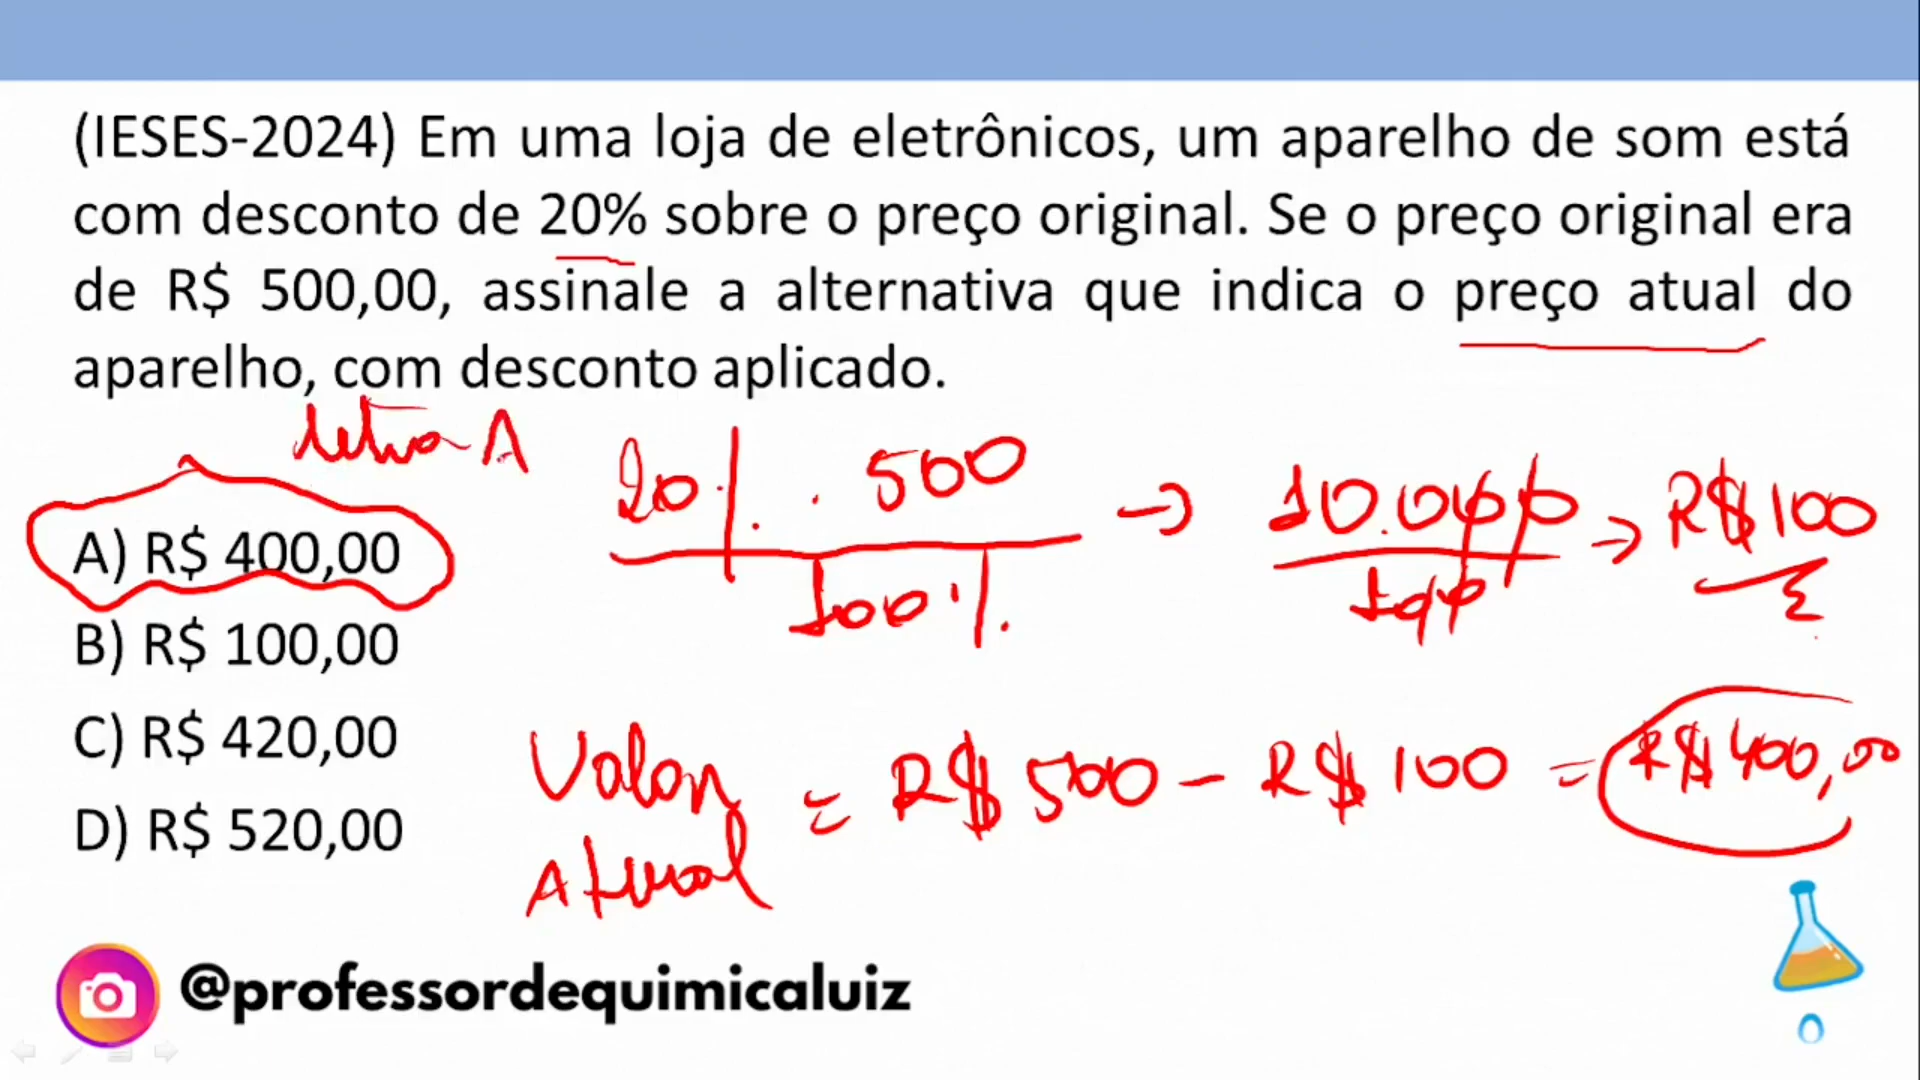 (IESES-2024) Em uma loja de eletrônicos, um aparelho de som está
com desconto de 20% sobre o preço original. Se o preço original era
de R$ 500,00, assinale a alternativa que indica o preço atual do
aparelho, com desconto aplicado.
letra A
A) R$ 400,00
B) R$ 100,00
C) R$ 420,00
D) R$ 520,00
20% . 500
100%
→ 10.000
100
→ R$ 100
Valor
Atual
= R$ 500 - R$ 100 = R$ 400,00
@professordequimicaluiz